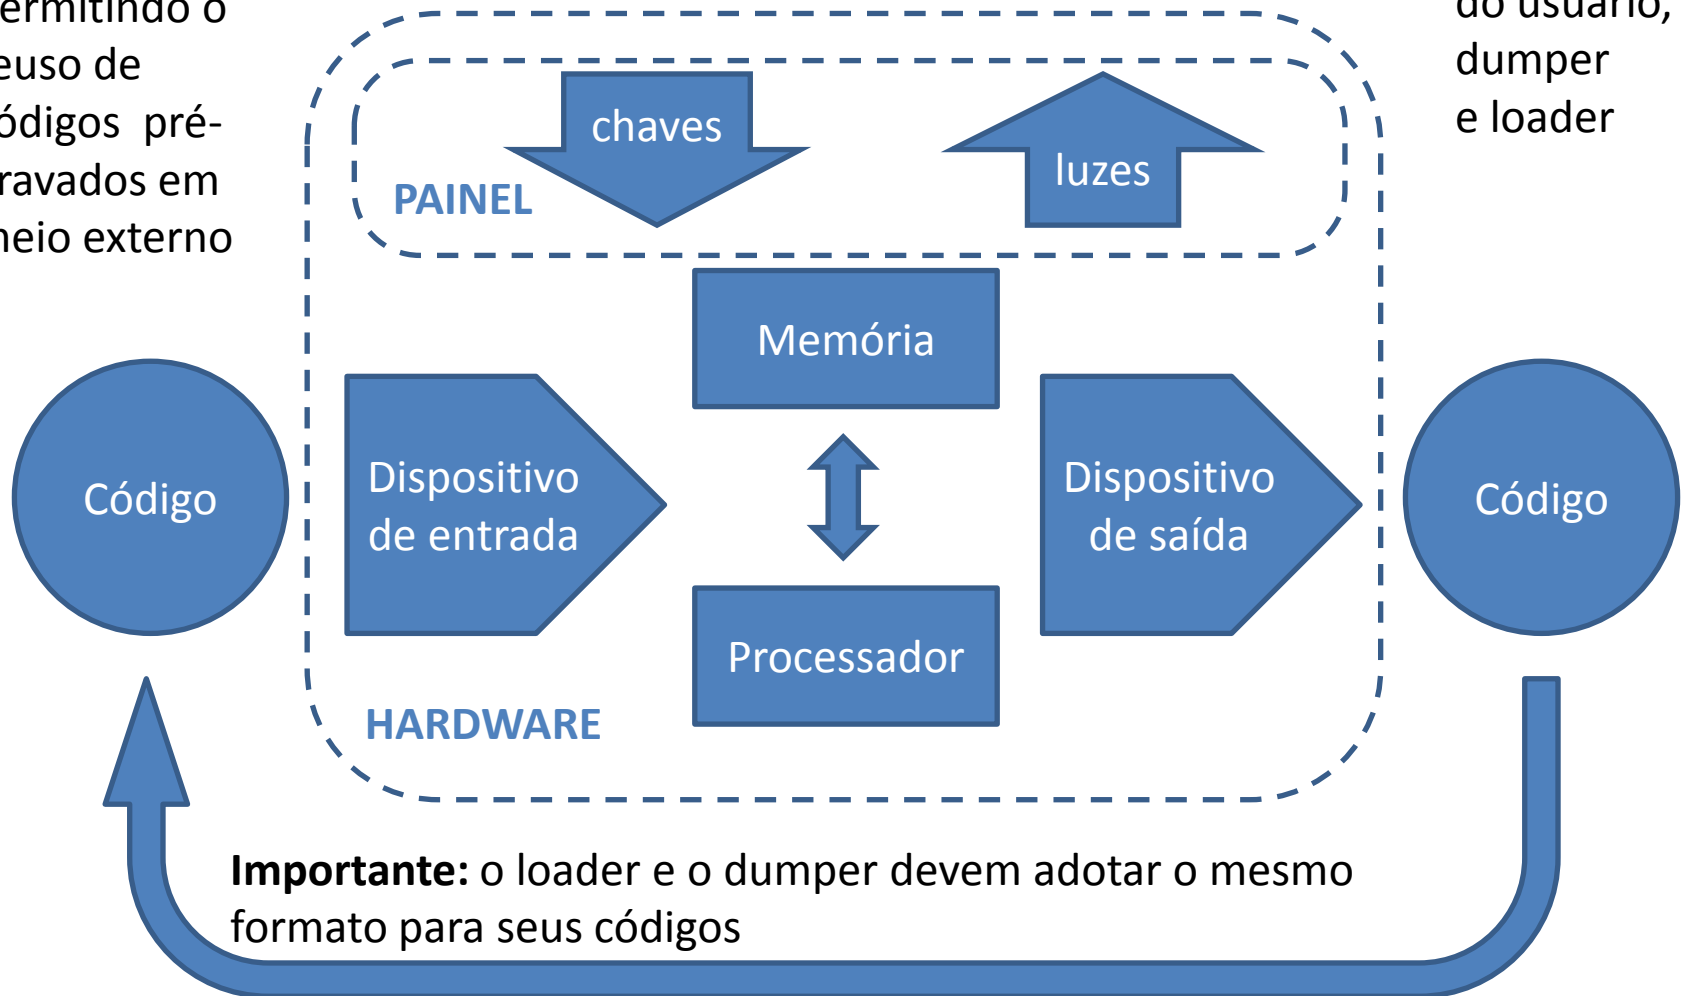 ermitindo o
euso de
ódigos pré-
ravados em
neio externo
do usuário,
dumper
e loader
chaves
luzes
PAINEL
Memória
Código
Dispositivo
de entrada
Dispositivo
de saída
Código
Processador
HARDWARE
Importante: o loader e o dumper devem adotar o mesmo
formato para seus códigos